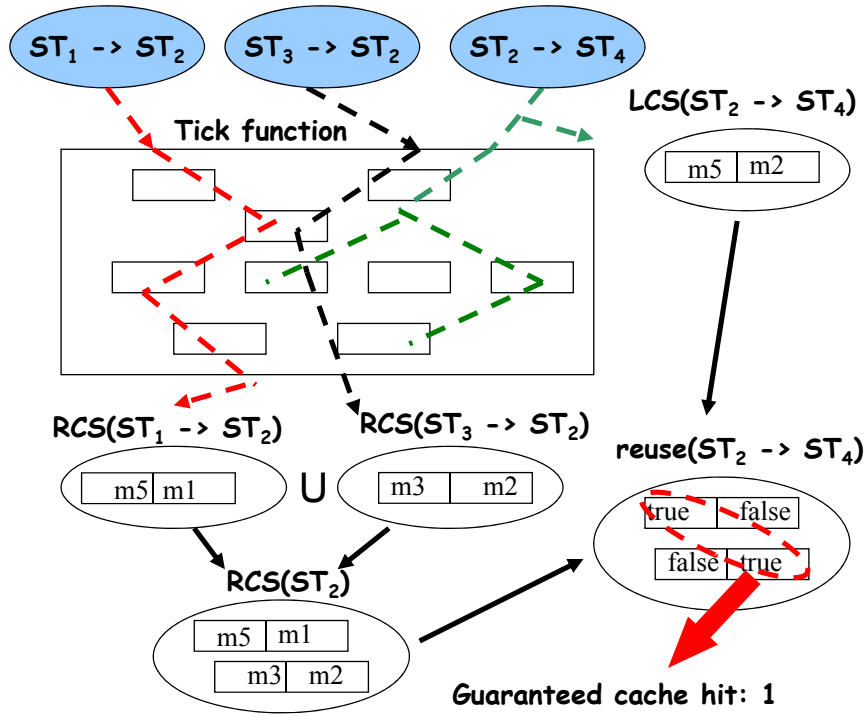 ST₁ -> ST₂
ST₃ -> ST₂
ST₂ -> ST₄
Tick function
LCS(ST₂ -> ST₄)
m5 m2
RCS(ST₁ -> ST₂)
RCS(ST₃ -> ST₂)
reuse(ST₂ -> ST₄)
m5 m1
U
m3 m2
true false
false true
RCS(ST₂)
m5 m1
m3 m2
Guaranteed cache hit: 1